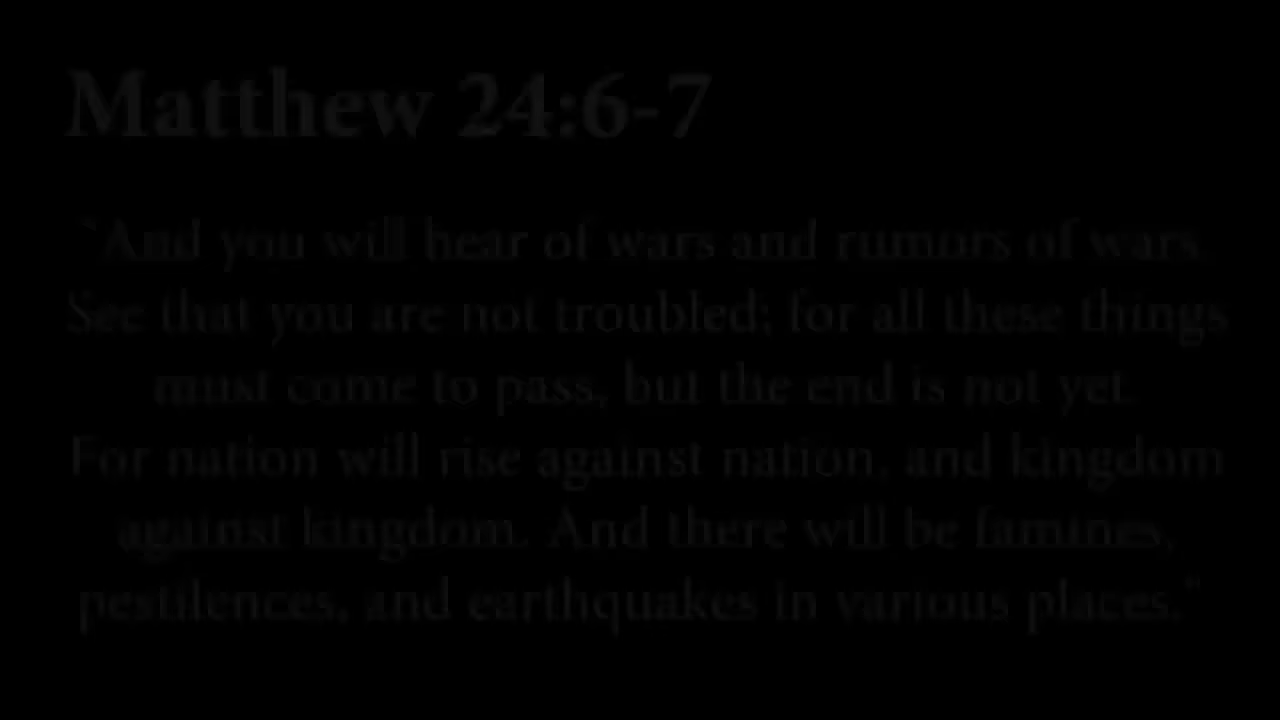 Matthew 24:6-7
"And you will hear of wars and rumors of wars.
See that you are not troubled; for all these things
must come to pass, but the end is not yet.
For nation will rise against nation, and kingdom
against kingdom. And there will be famines,
pestilences, and earthquakes in various places."